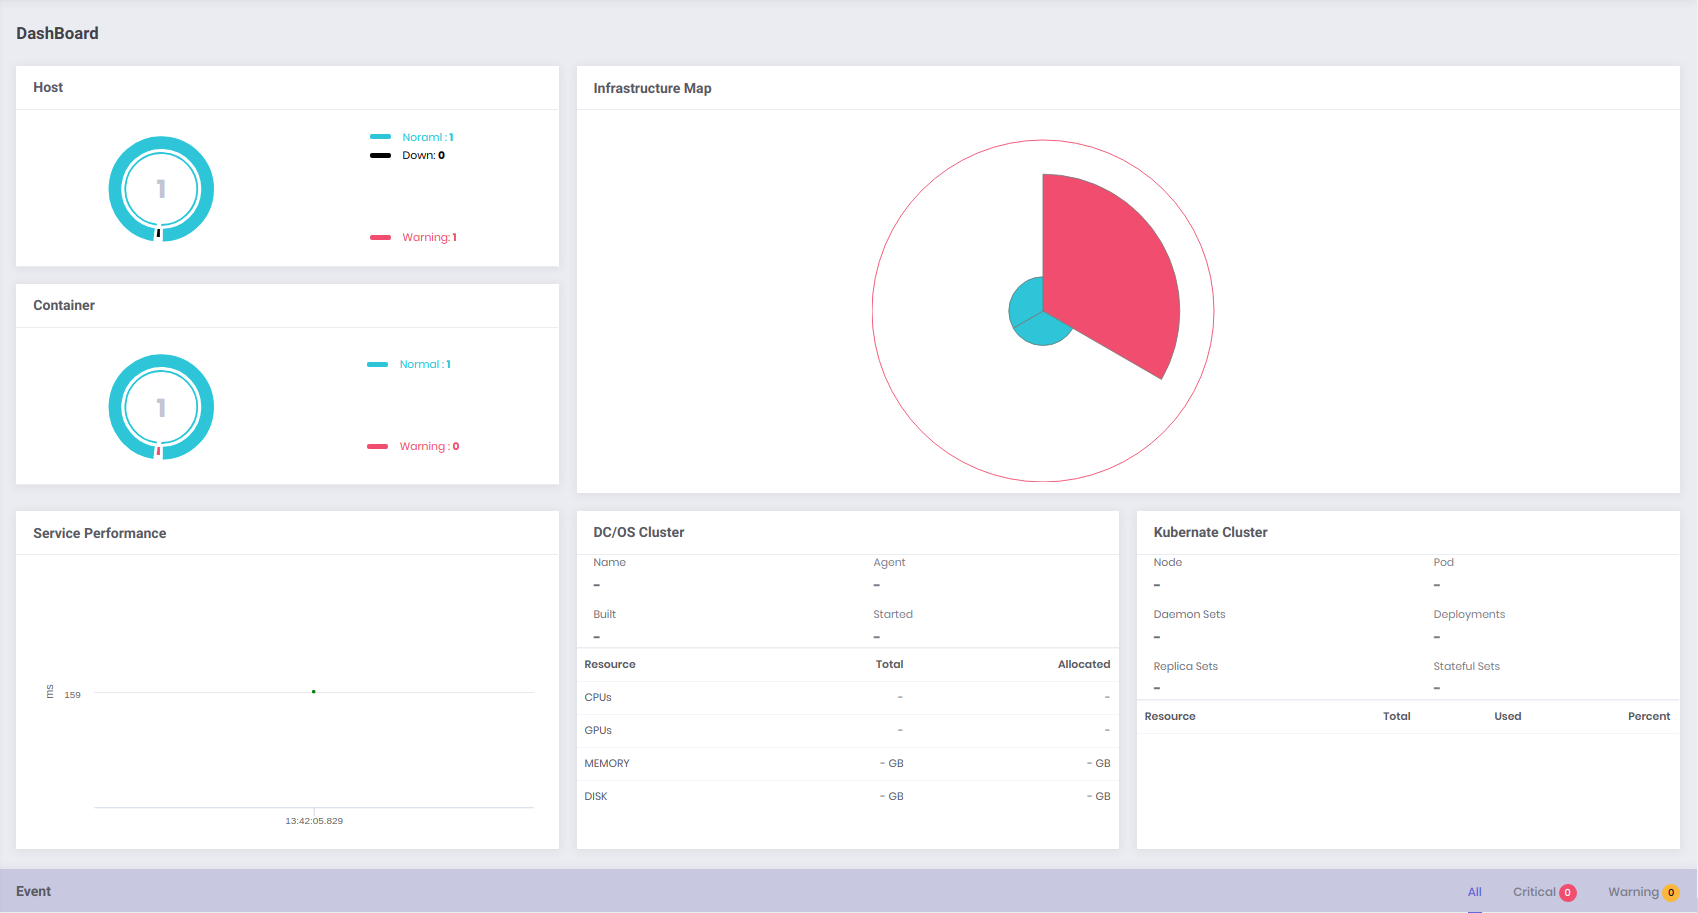 DashBoard
Host
Noraml : 1
Down: 0
1
Warning: 1
Infrastructure Map
Container
Normal : 1
1
Warning : 0
Service Performance
ms
159
13:42:05.829
DC/OS Cluster
Name Agent
- -
Built Started
- -
Resource Total Allocated
CPUs - -
GPUs - -
MEMORY - GB - GB
DISK - GB - GB
Kubernate Cluster
Node Pod
- -
Daemon Sets Deployments
- -
Replica Sets Stateful Sets
- -
Resource Total Used Percent
Event All Critical 0 Warning 0